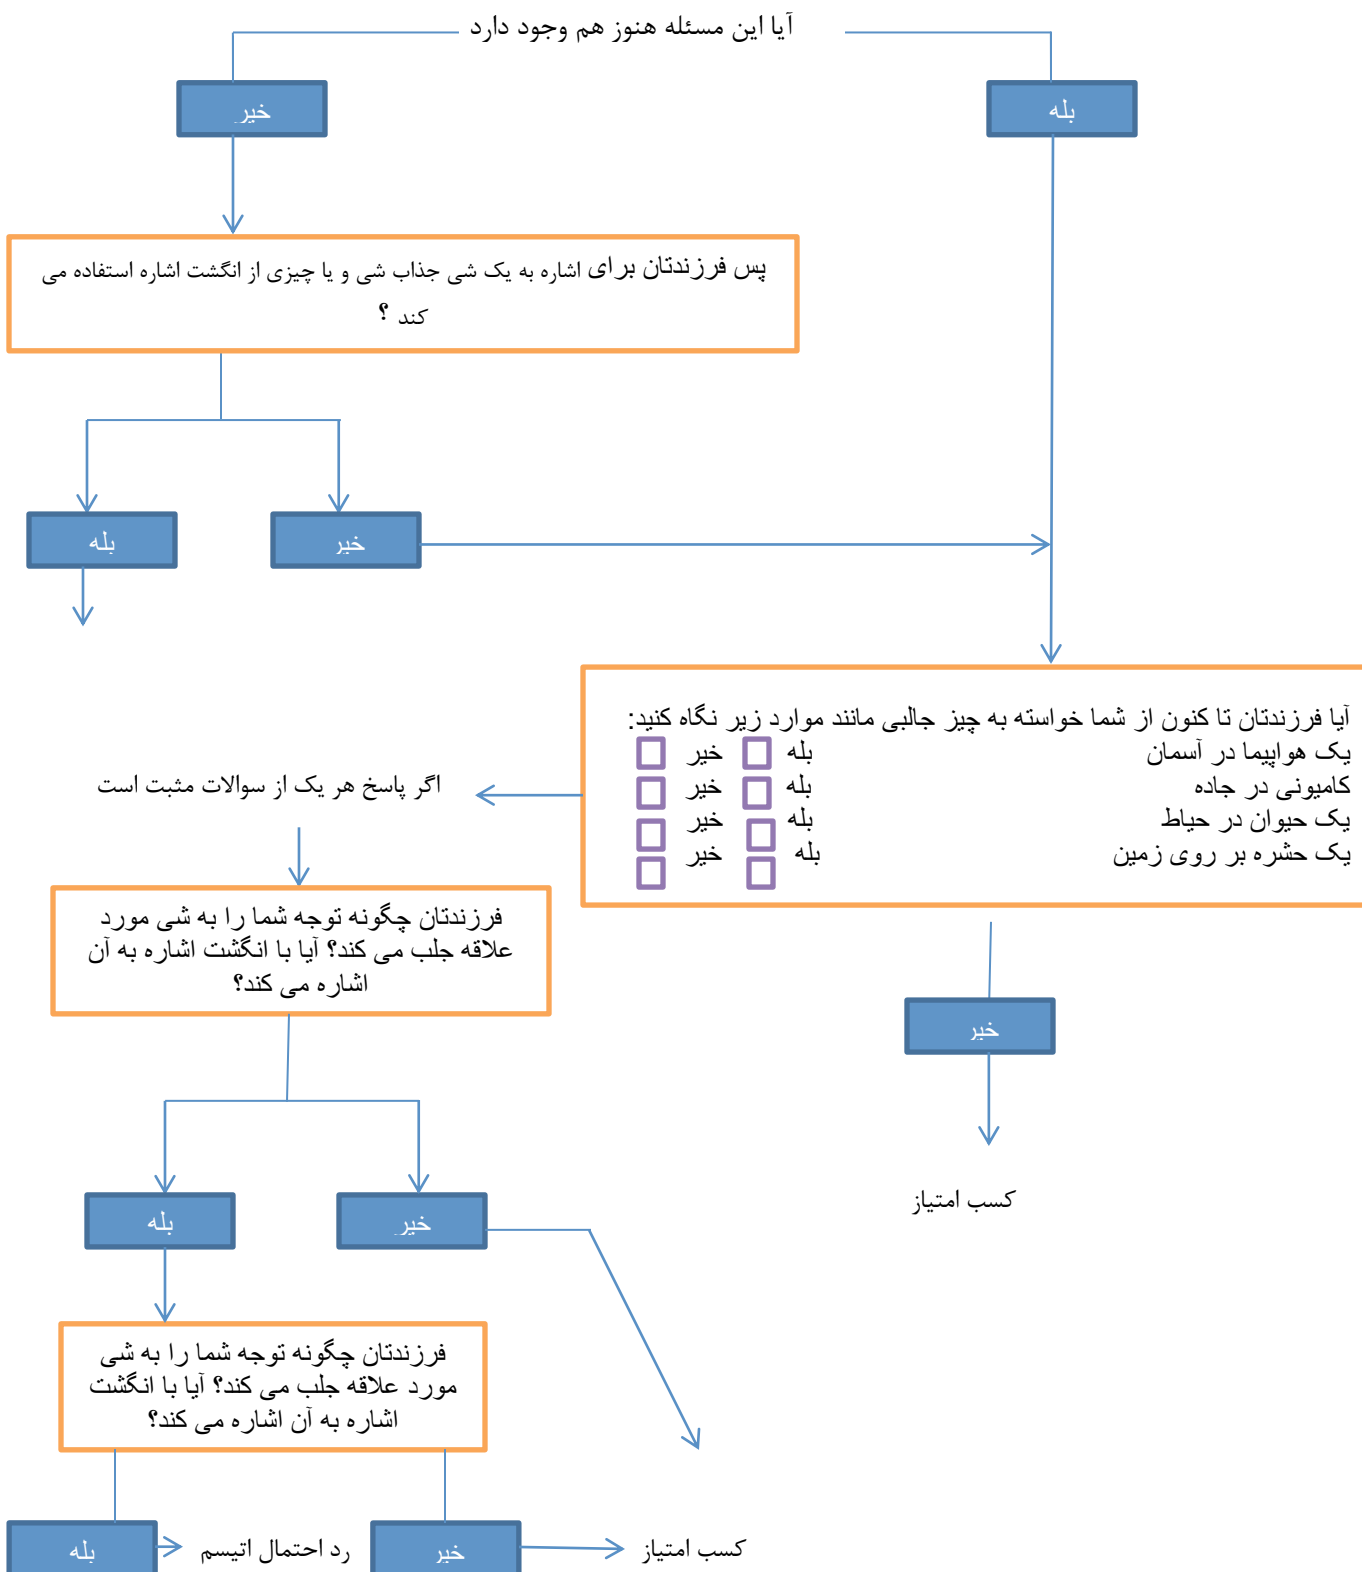 آیا این مسئله هنوز هم وجود دارد
بله
خیر
پس فرزندتان برای اشاره به یک شی جذاب شی و یا چیزی از انگشت اشاره استفاده می
کند ؟
خیر
بله
آیا فرزندتان تا کنون از شما خواسته به چیز جالبی مانند موارد زیر نگاه کنید:
یک هواپیما در آسمان بله خیر
کامیونی در جاده بله خیر
یک حیوان در حیاط بله خیر
یک حشره بر روی زمین بله خیر
اگر پاسخ هر یک از سوالات مثبت است
فرزندتان چگونه توجه شما را به شی مورد
علاقه جلب می کند؟ آیا با انگشت اشاره به آن
اشاره می کند؟
خیر
کسب امتیاز
خیر
بله
فرزندتان چگونه توجه شما را به شی
مورد علاقه جلب می کند؟ آیا با انگشت
اشاره به آن اشاره می کند؟
کسب امتیاز
خیر
رد احتمال اتیسم
بله